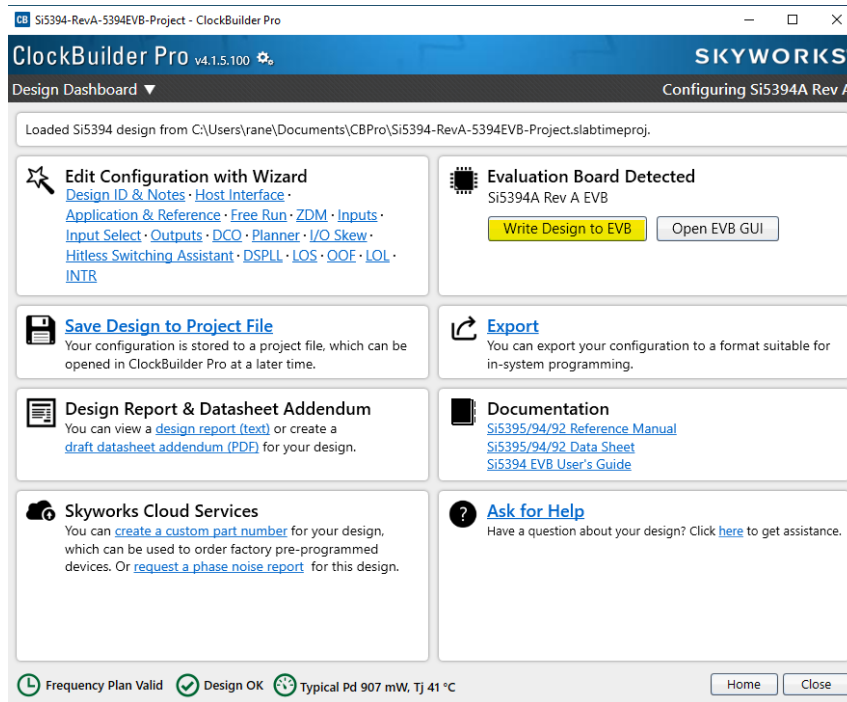 CB Si5394-RevA-5394EVB-Project - ClockBuilder Pro
ClockBuilder Pro v4.1.5.100
SKYWORKS
Design Dashboard ▼
Configuring Si5394A Rev A
Loaded Si5394 design from C:\Users\rane\Documents\CBPro\Si5394-RevA-5394EVB-Project.slabtimeproj.
Edit Configuration with Wizard
Design ID & Notes · Host Interface ·
Application & Reference · Free Run · ZDM · Inputs ·
Input Select · Outputs · DCO · Planner · I/O Skew ·
Hitless Switching Assistant · DSPLL · LOS · OOF · LOL ·
INTR
Evaluation Board Detected
Si5394A Rev A EVB
Write Design to EVB
Open EVB GUI
Save Design to Project File
Your configuration is stored to a project file, which can be
opened in ClockBuilder Pro at a later time.
Export
You can export your configuration to a format suitable for
in-system programming.
Design Report & Datasheet Addendum
You can view a design report (text) or create a
draft datasheet addendum (PDF) for your design.
Documentation
Si5395/94/92 Reference Manual
Si5395/94/92 Data Sheet
Si5394 EVB User's Guide
Skyworks Cloud Services
You can create a custom part number for your design,
which can be used to order factory pre-programmed
devices. Or request a phase noise report for this design.
Ask for Help
Have a question about your design? Click here to get assistance.
Frequency Plan Valid
Design OK
Typical Pd 907 mW, Tj 41 °C
Home
Close